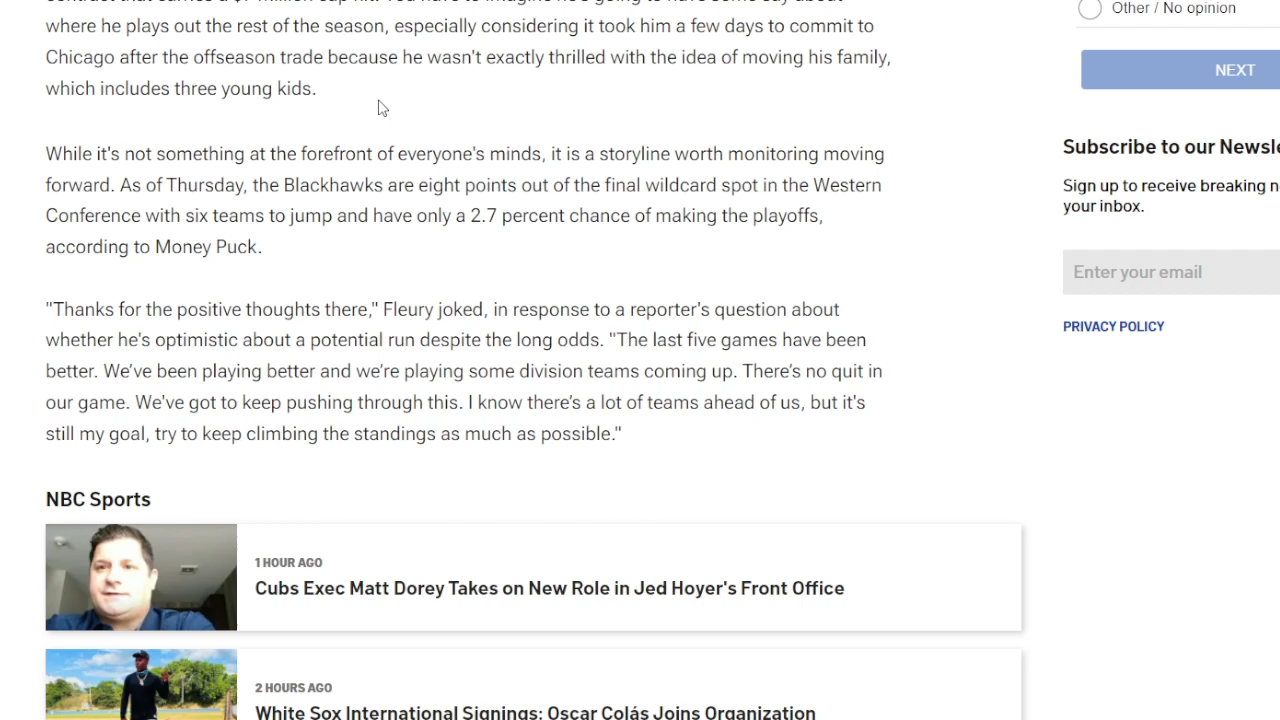 where he plays out the rest of the season, especially considering it took him a few days to commit to
Chicago after the offseason trade because he wasn't exactly thrilled with the idea of moving his family,
which includes three young kids.
While it's not something at the forefront of everyone's minds, it is a storyline worth monitoring moving
forward. As of Thursday, the Blackhawks are eight points out of the final wildcard spot in the Western
Conference with six teams to jump and have only a 2.7 percent chance of making the playoffs,
according to Money Puck.
"Thanks for the positive thoughts there," Fleury joked, in response to a reporter's question about
whether he's optimistic about a potential run despite the long odds. "The last five games have been
better. We’ve been playing better and we’re playing some division teams coming up. There’s no quit in
our game. We've got to keep pushing through this. I know there’s a lot of teams ahead of us, but it's
still my goal, try to keep climbing the standings as much as possible."
NBC Sports
1 HOUR AGO
Cubs Exec Matt Dorey Takes on New Role in Jed Hoyer's Front Office
2 HOURS AGO
White Sox International Signings: Oscar Colás Joins Organization
Other / No opinion
NEXT
Subscribe to our Newsle
Sign up to receive breaking n
your inbox.
Enter your email
PRIVACY POLICY